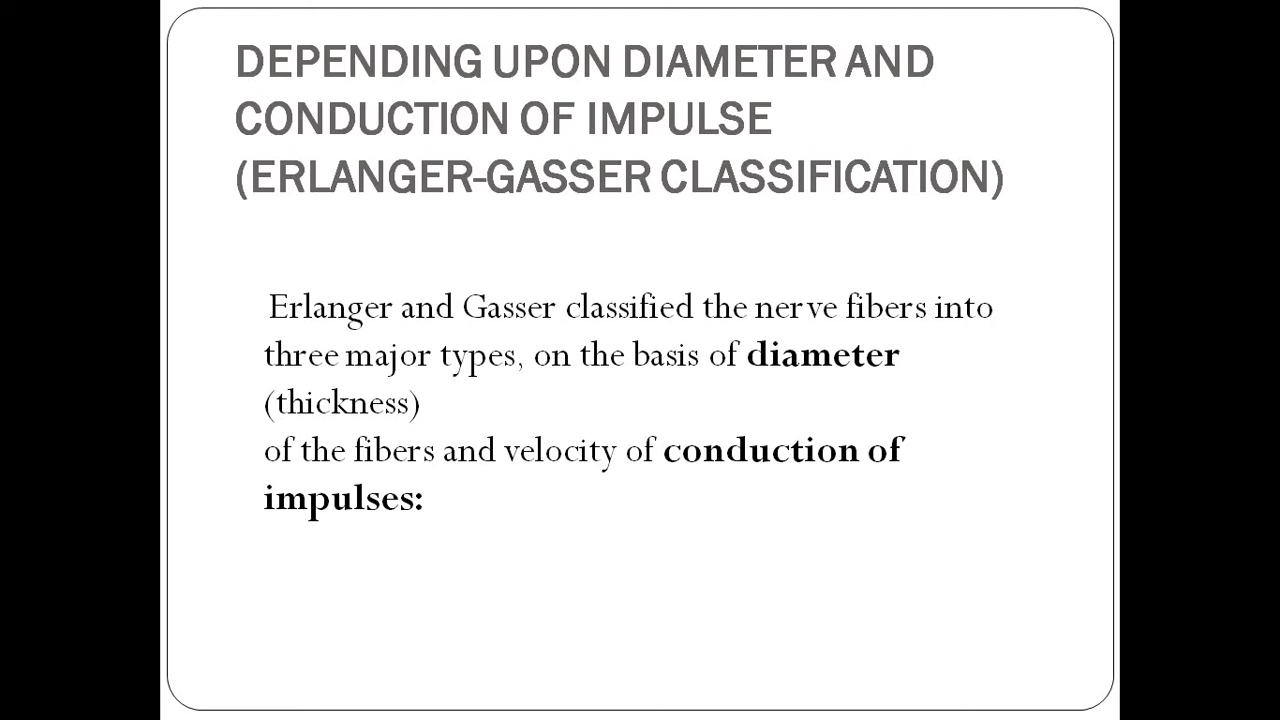 DEPENDING UPON DIAMETER AND
CONDUCTION OF IMPULSE
(ERLANGER-GASSER CLASSIFICATION)
Erlanger and Gasser classified the nerve fibers into
three major types, on the basis of diameter
(thickness)
of the fibers and velocity of conduction of
impulses: